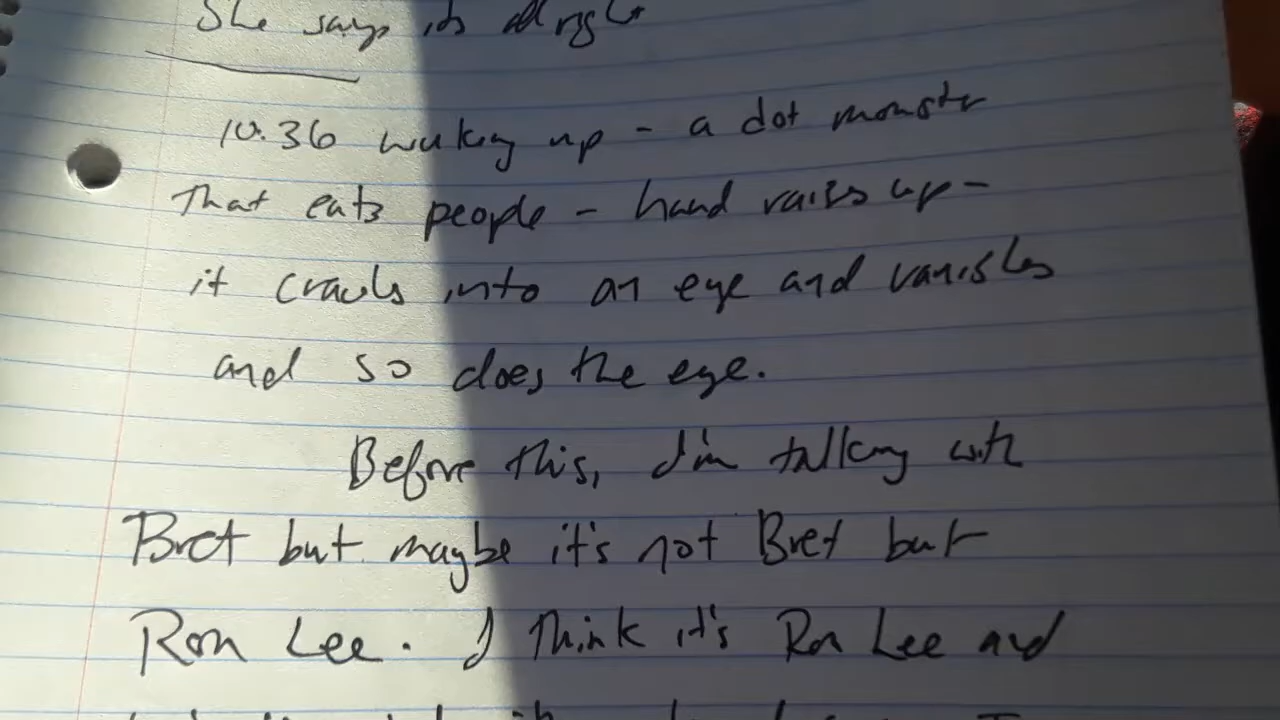 She says its alright
10.36 waking up - a dot monster
That eats people - hand raises up -
it crawls into an eye and vanishes
and so does the eye.
Before this, I'm talking with
Bret but maybe it's not Bret but
Ron Lee. I think it's Ron Lee and